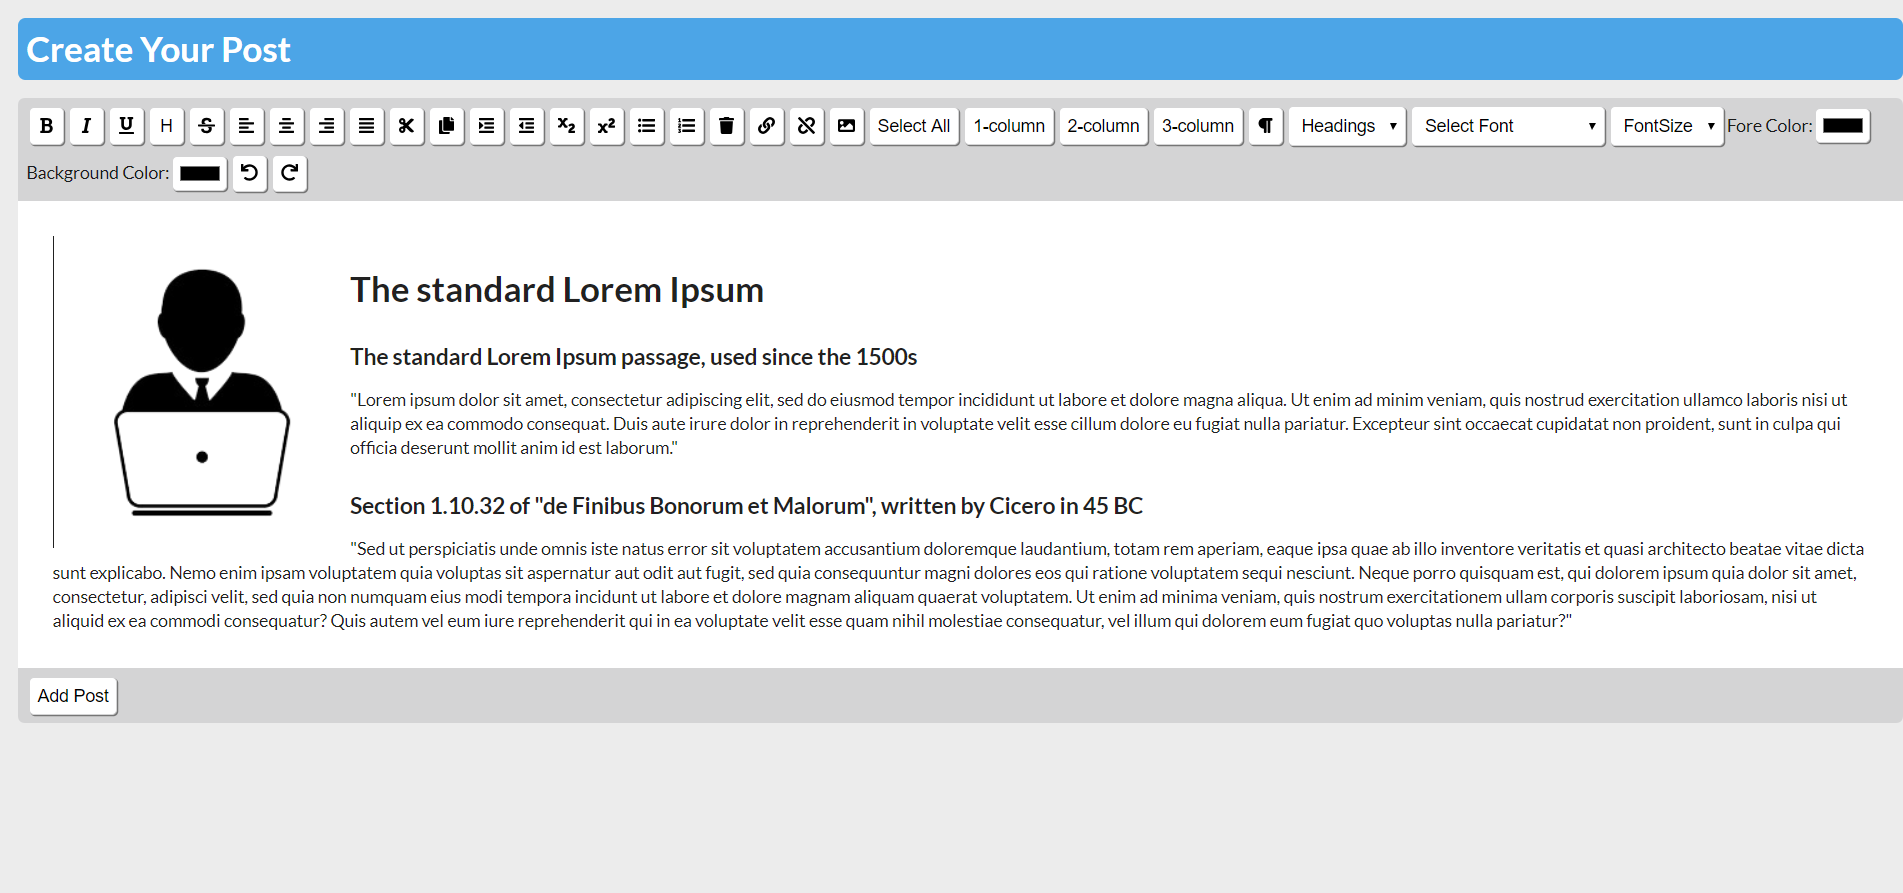 Create Your Post
B I U H S X2 X2 Select All 1-column 2-column 3-column ¶ Headings Select Font FontSize Fore Color:
Background Color:
The standard Lorem Ipsum
The standard Lorem Ipsum passage, used since the 1500s
"Lorem ipsum dolor sit amet, consectetur adipiscing elit, sed do eiusmod tempor incididunt ut labore et dolore magna aliqua. Ut enim ad minim veniam, quis nostrud exercitation ullamco laboris nisi ut
aliquip ex ea commodo consequat. Duis aute irure dolor in reprehenderit in voluptate velit esse cillum dolore eu fugiat nulla pariatur. Excepteur sint occaecat cupidatat non proident, sunt in culpa qui
officia deserunt mollit anim id est laborum."
Section 1.10.32 of "de Finibus Bonorum et Malorum", written by Cicero in 45 BC
"Sed ut perspiciatis unde omnis iste natus error sit voluptatem accusantium doloremque laudantium, totam rem aperiam, eaque ipsa quae ab illo inventore veritatis et quasi architecto beatae vitae dicta
sunt explicabo. Nemo enim ipsam voluptatem quia voluptas sit aspernatur aut odit aut fugit, sed quia consequuntur magni dolores eos qui ratione voluptatem sequi nesciunt. Neque porro quisquam est, qui dolorem ipsum quia dolor sit amet,
consectetur, adipisci velit, sed quia non numquam eius modi tempora incidunt ut labore et dolore magnam aliquam quaerat voluptatem. Ut enim ad minima veniam, quis nostrum exercitationem ullam corporis suscipit laboriosam, nisi ut
aliquid ex ea commodi consequatur? Quis autem vel eum iure reprehenderit qui in ea voluptate velit esse quam nihil molestiae consequatur, vel illum qui dolorem eum fugiat quo voluptas nulla pariatur?"
Add Post